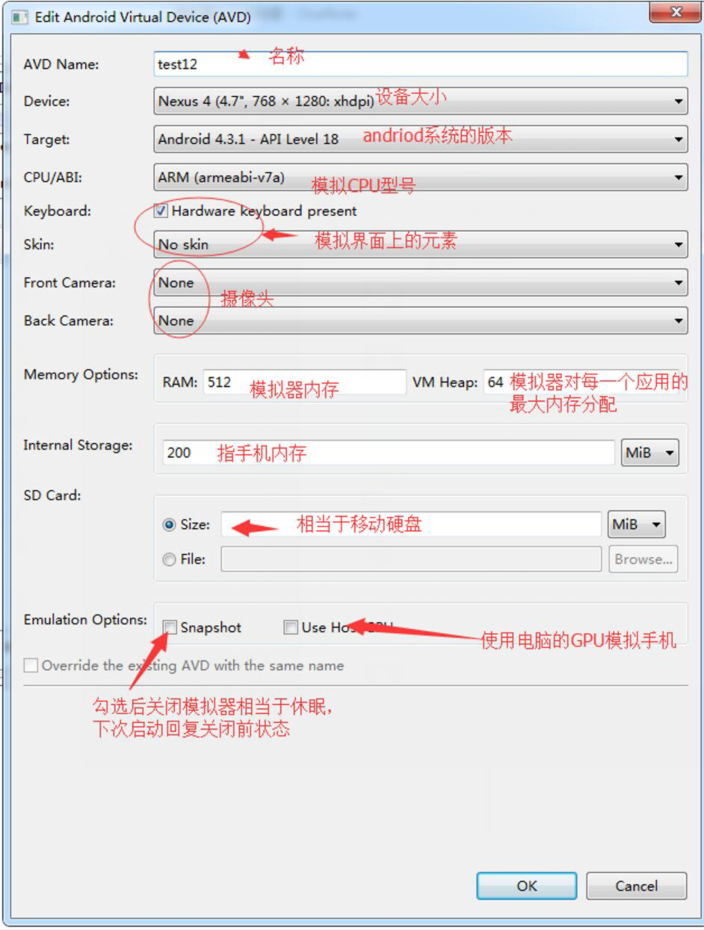 Edit Android Virtual Device (AVD)
AVD Name: test12 名称
Device: Nexus 4 (4.7", 768 × 1280: xhdpi) 设备大小
Target: Android 4.3.1 - API Level 18 andriod系统的版本
CPU/ABI: ARM (armeabi-v7a) 模拟CPU型号
Keyboard: Hardware keyboard present
Skin: No skin 模拟界面上的元素
Front Camera: None 摄像头
Back Camera: None
Memory Options: RAM: 512 模拟器内存 VM Heap: 64 模拟器对每一个应用的
最大内存分配
Internal Storage: 200 指手机内存 MiB
SD Card:
Size: 相当于移动硬盘 MiB
File: Browse...
Emulation Options: Snapshot Use Host GPU
使用电脑的GPU模拟手机
Override the existing AVD with the same name
勾选后关闭模拟器相当于休眠,
下次启动回复关闭前状态
OK Cancel